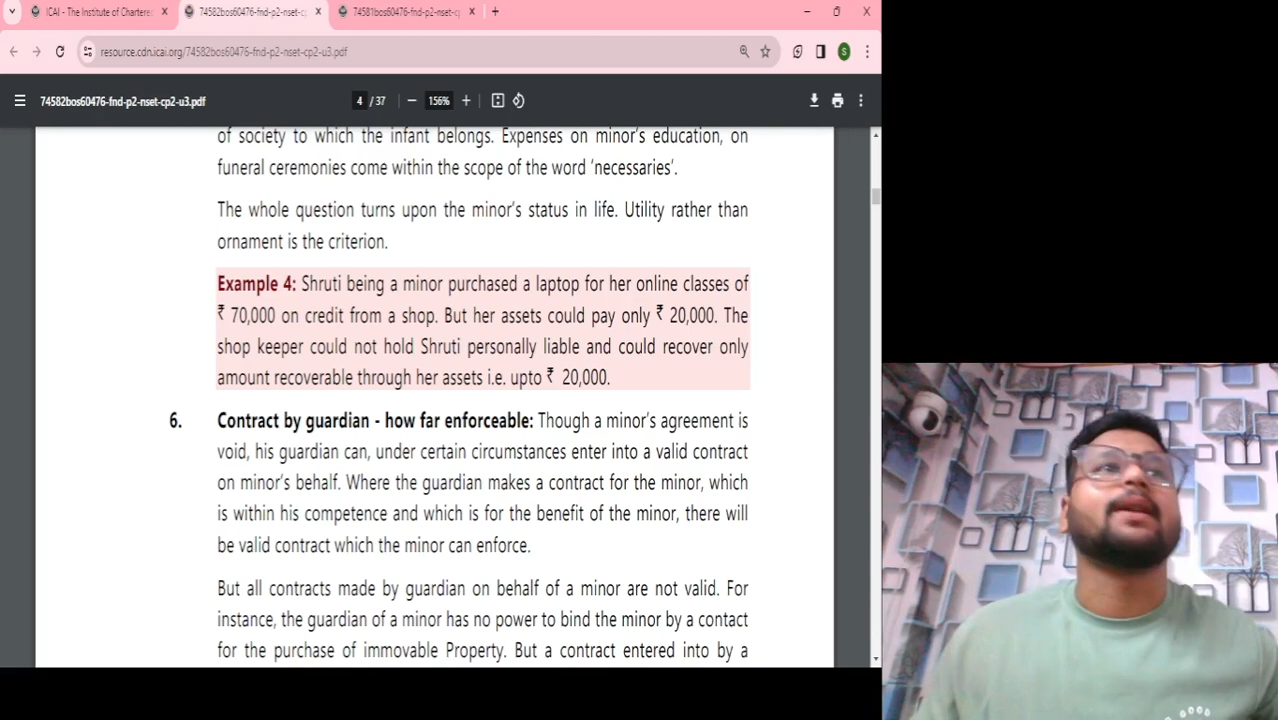 ICAI - The Institute of Charterec
74582bos60476-fnd-p2-nset-c
74581bos60476-fnd-p2-nset-c
resource.cdn.icai.org/74582bos60476-fnd-p2-nset-cp2-u3.pdf
S
74582bos60476-fnd-p2-nset-cp2-u3.pdf
4 / 37
156%
of society to which the infant belongs. Expenses on minor's education, on
funeral ceremonies come within the scope of the word 'necessaries'.
The whole question turns upon the minor's status in life. Utility rather than
ornament is the criterion.
Example 4: Shruti being a minor purchased a laptop for her online classes of
₹ 70,000 on credit from a shop. But her assets could pay only ₹ 20,000. The
shop keeper could not hold Shruti personally liable and could recover only
amount recoverable through her assets i.e. upto ₹ 20,000.
6. Contract by guardian - how far enforceable: Though a minor's agreement is
void, his guardian can, under certain circumstances enter into a valid contract
on minor's behalf. Where the guardian makes a contract for the minor, which
is within his competence and which is for the benefit of the minor, there will
be valid contract which the minor can enforce.
But all contracts made by guardian on behalf of a minor are not valid. For
instance, the guardian of a minor has no power to bind the minor by a contact
for the purchase of immovable Property. But a contract entered into by a